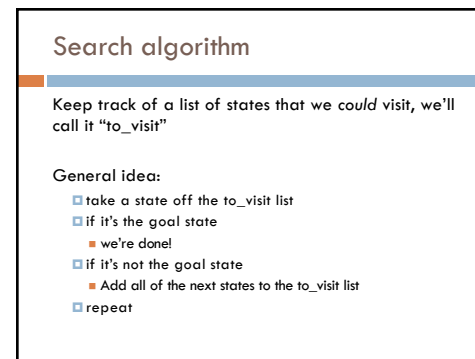 Search algorithm
Keep track of a list of states that we could visit, we'll
call it "to_visit"
General idea:
take a state off the to_visit list
if it's the goal state
we're done!
if it's not the goal state
Add all of the next states to the to_visit list
repeat